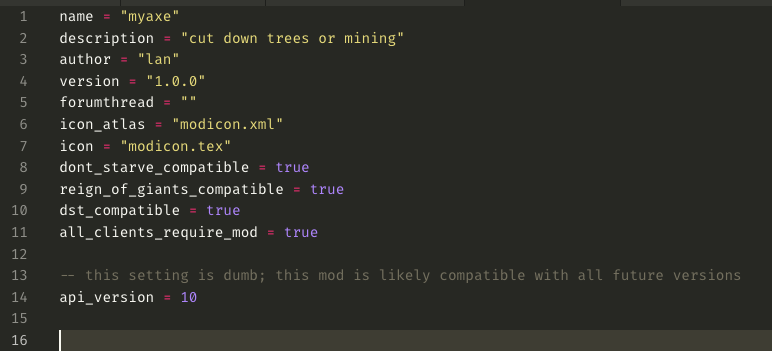 1 name = "myaxe"
2 description = "cut down trees or mining"
3 author = "lan"
4 version = "1.0.0"
5 forumthread = ""
6 icon_atlas = "modicon.xml"
7 icon = "modicon.tex"
8 dont_starve_compatible = true
9 reign_of_giants_compatible = true
10 dst_compatible = true
11 all_clients_require_mod = true
12
13 -- this setting is dumb; this mod is likely compatible with all future versions
14 api_version = 10
15
16